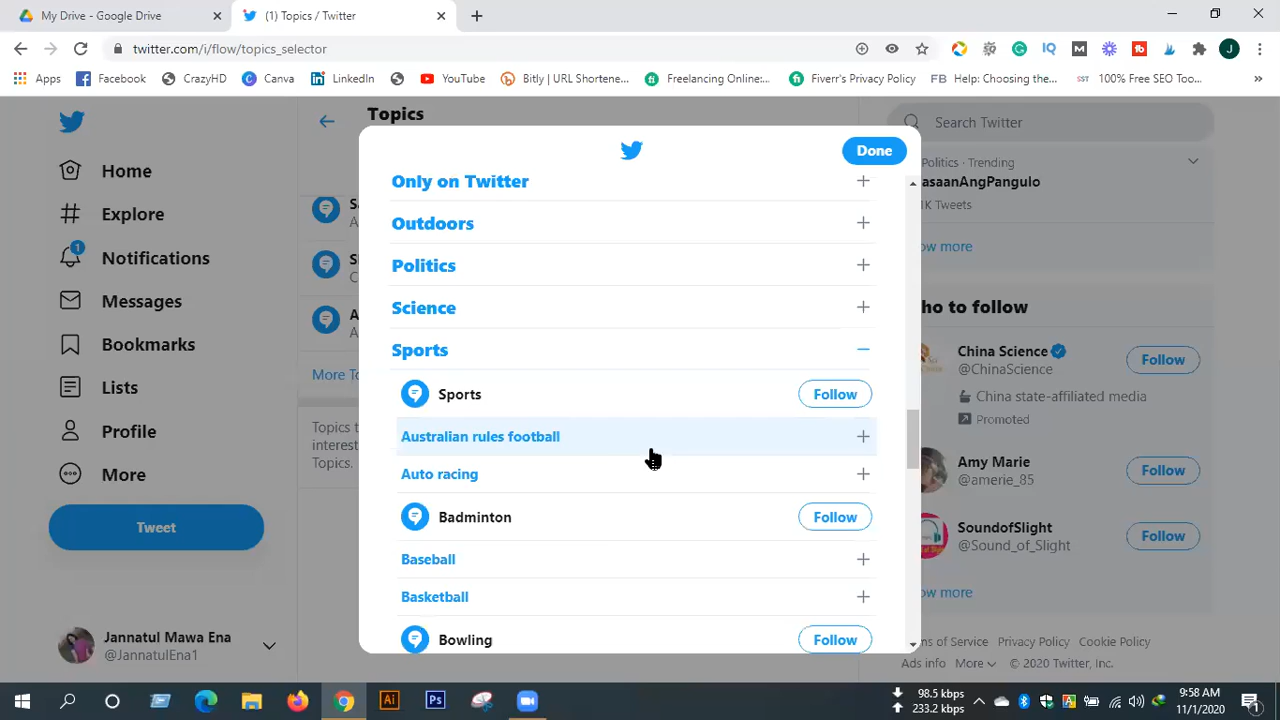 My Drive - Google Drive
(1) Topics / Twitter
twitter.com/i/flow/topics_selector
Apps
Facebook
CrazyHD
Canva
LinkedIn
YouTube
Bitly | URL Shortene...
Freelancing Online:...
Fiverr's Privacy Policy
FB Help: Choosing the...
SST 100% Free SEO Too...
»
Home
Explore
1
Notifications
Messages
Bookmarks
Lists
Profile
More
Tweet
Jannatul Mawa Ena
@JannatulEna1
Topics
More To
Topics t
interest
Topics.
Done
Only on Twitter
Outdoors
Politics
Science
Sports
Sports
Follow
Australian rules football
Auto racing
Badminton
Follow
Baseball
Basketball
Bowling
Follow
Search Twitter
Politics · Trending
asaanAngPangulo
1K Tweets
ow more
ho to follow
China Science
@ChinaScience
Follow
China state-affiliated media
Promoted
Amy Marie
@amerie_85
Follow
SoundofSlight
@Sound_of_Slight
Follow
ow more
ms of Service Privacy Policy Cookie Policy
Ads info More © 2020 Twitter, Inc.
Ai
Ps
98.5 kbps
233.2 kbps
9:58 AM
11/1/2020
1